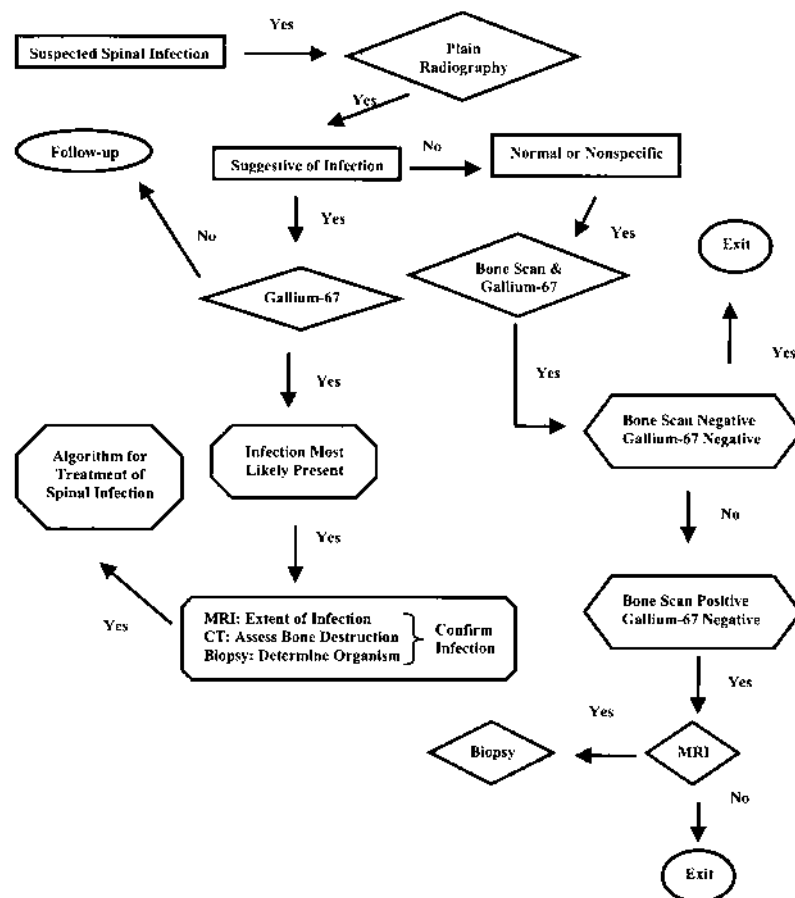 Yes
Suspected Spinal Infection
Plain
Radiography
Yes
Follow-up
Suggestive of Infection
No
Normal or Nonspecific
Yes
No
Yes
Exit
Gallium-67
Bone Scan &
Gallium-67
Yes
Yes
Yes
Bone Scan Negative
Gallium-67 Negative
Algorithm for
Treatment of
Spinal Infection
Infection Most
Likely Present
No
Yes
Bone Scan Positive
Gallium-67 Negative
MRI: Extent of Infection
CT: Assess Bone Destruction
Biopsy: Determine Organism
Confirm
Infection
Yes
Yes
Yes
Biopsy
MRI
No
Exit